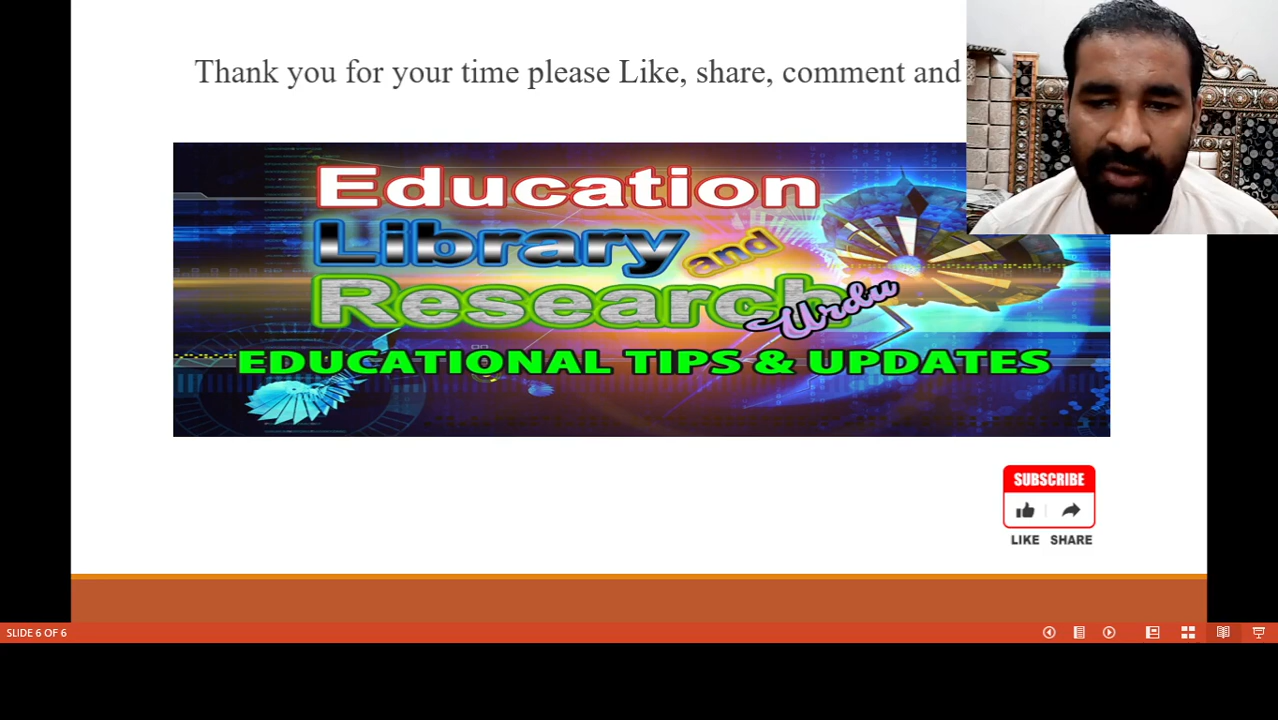 Thank you for your time please Like, share, comment and
Education
Library and
Research Urdu
EDUCATIONAL TIPS & UPDATES
SUBSCRIBE
LIKE SHARE
SLIDE 6 OF 6